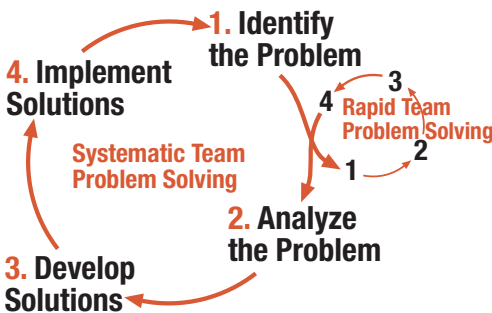 1. Identify
the Problem
4. Implement
Solutions
3
4
Rapid Team
Problem Solving
2
1
Systematic Team
Problem Solving
2. Analyze
the Problem
3. Develop
Solutions